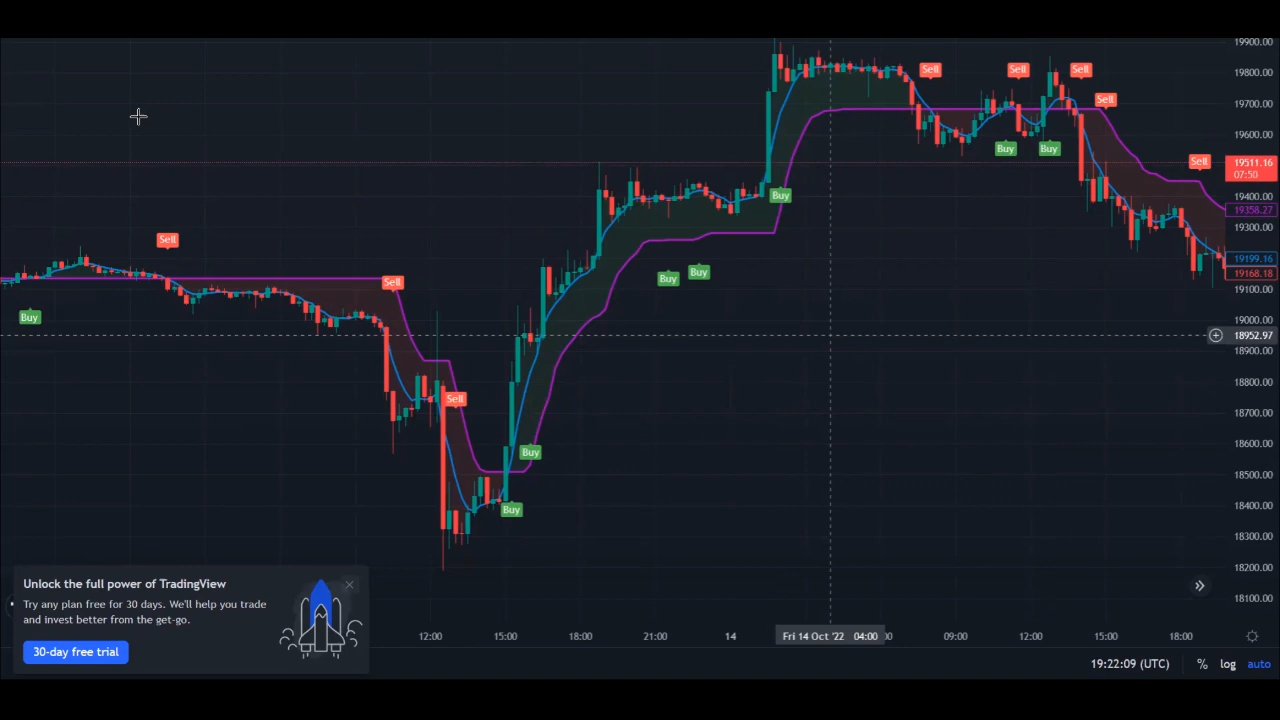 19900.00
Sell
Sell
Sell
19800.00
Sell
19700.00
19600.00
Buy
Buy
Sell
19511.16
07:50
Buy
19400.00
19358.27
19300.00
Sell
19199.16
Buy
Buy
19168.18
Sell
19100.00
Buy
19000.00
18952.97
18900.00
18800.00
Sell
18700.00
18600.00
Buy
18500.00
Buy
18400.00
18300.00
18200.00
18100.00
Unlock the full power of TradingView
Try any plan free for 30 days. We'll help you trade
and invest better from the get-go.
30-day free trial
12:00
15:00
18:00
21:00
14
Fri 14 Oct '22 04:00
09:00
12:00
15:00
18:00
19:22:09 (UTC)
%
log
auto